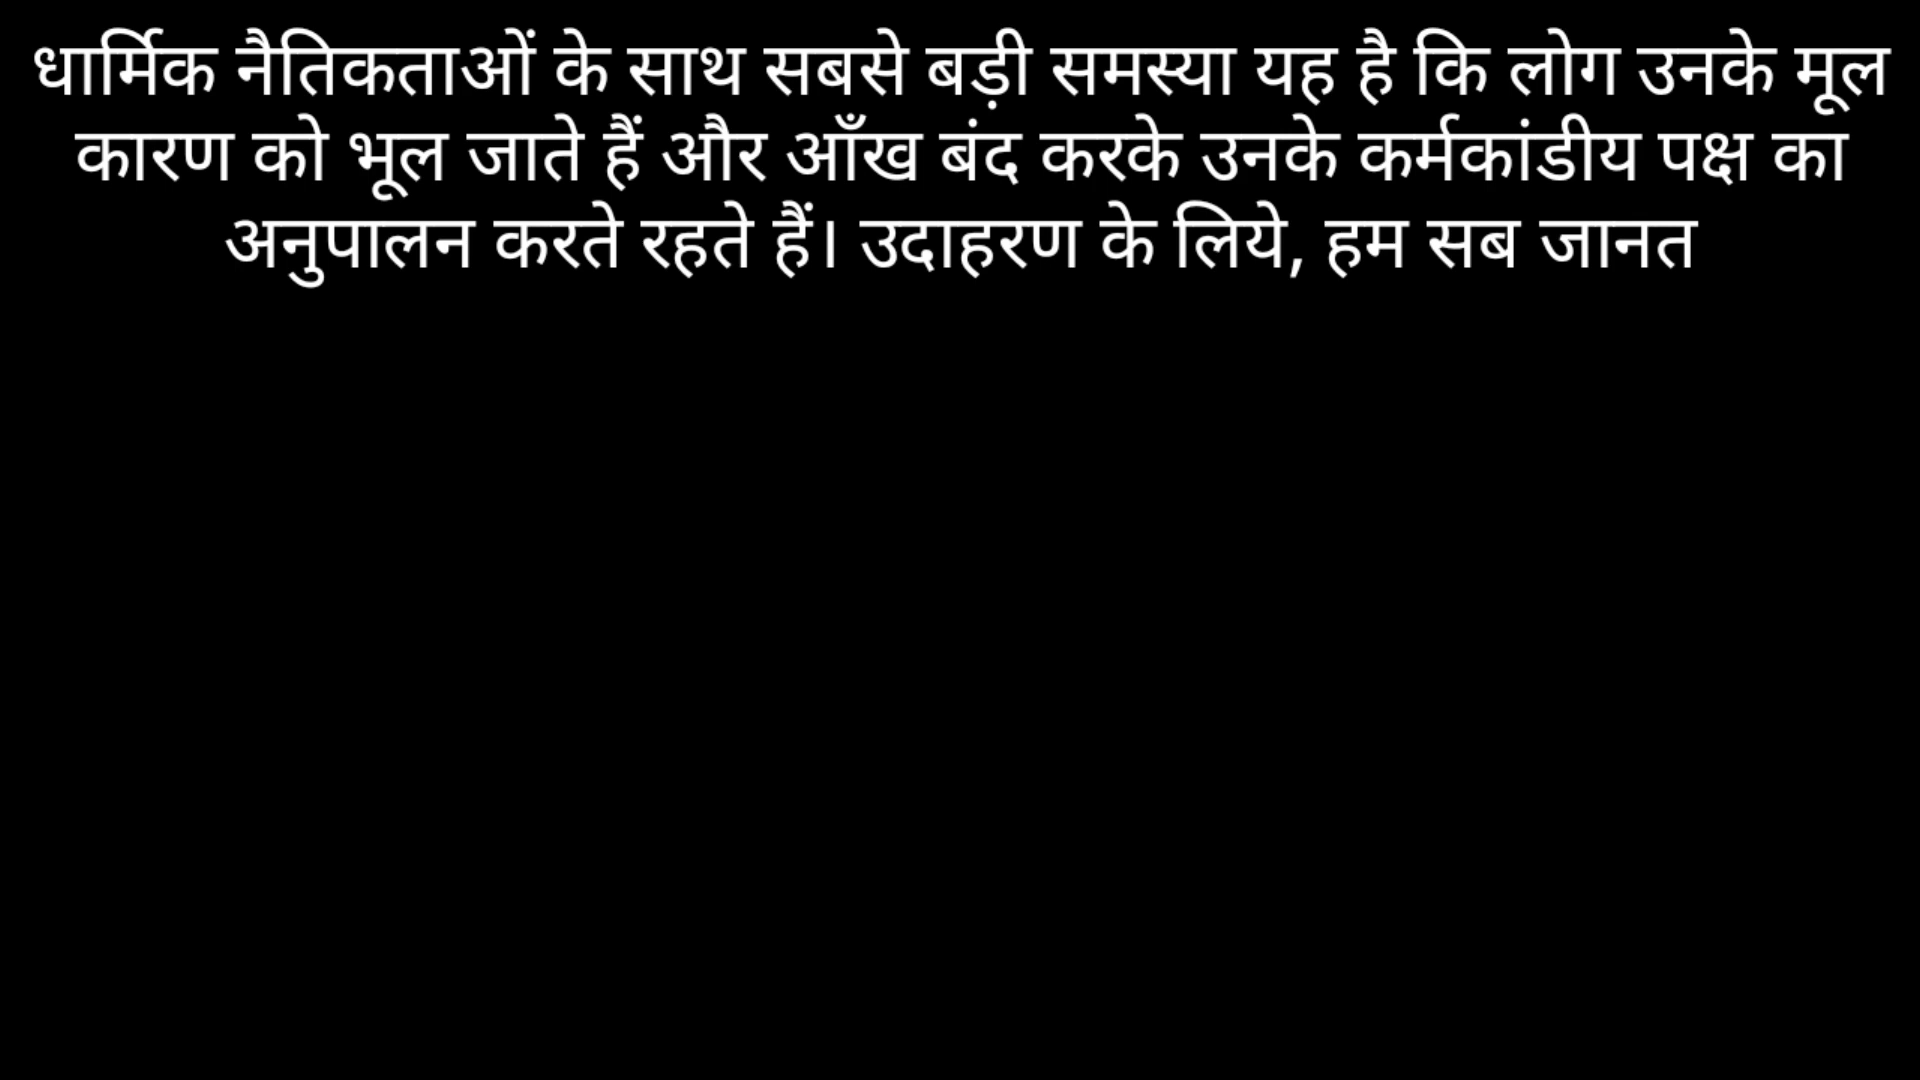 धार्मिक नैतिकताओं के साथ सबसे बड़ी समस्या यह है कि लोग उनके मूल
कारण को भूल जाते हैं और आँख बंद करके उनके कर्मकांडीय पक्ष का
अनुपालन करते रहते हैं। उदाहरण के लिये, हम सब जानत